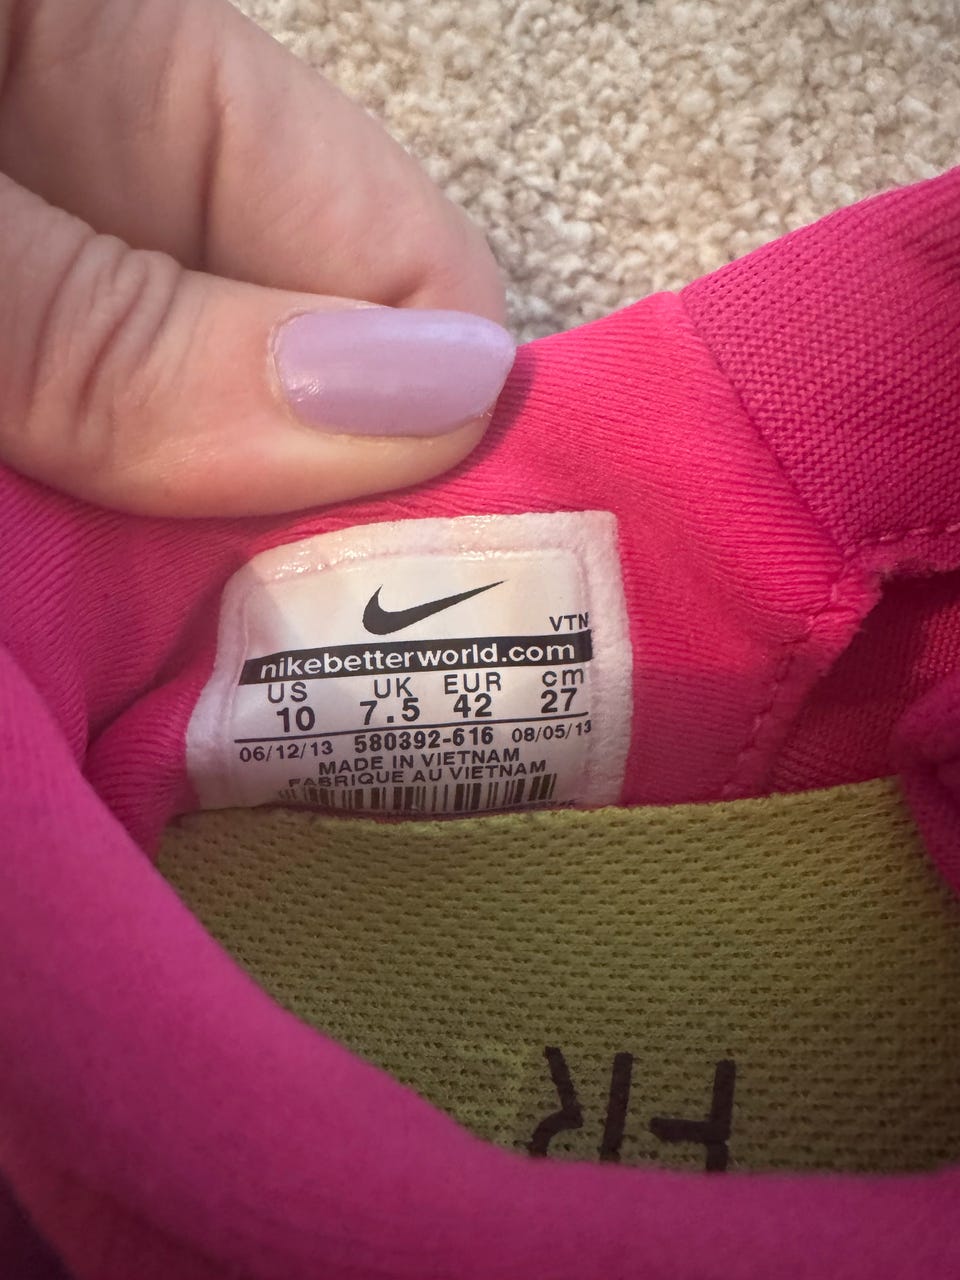 VTN
nikebetterworld.com
US UK EUR cm
10 7.5 42 27
06/12/13 580392-616 08/05/13
MADE IN VIETNAM
FABRIQUE AU VIETNAM